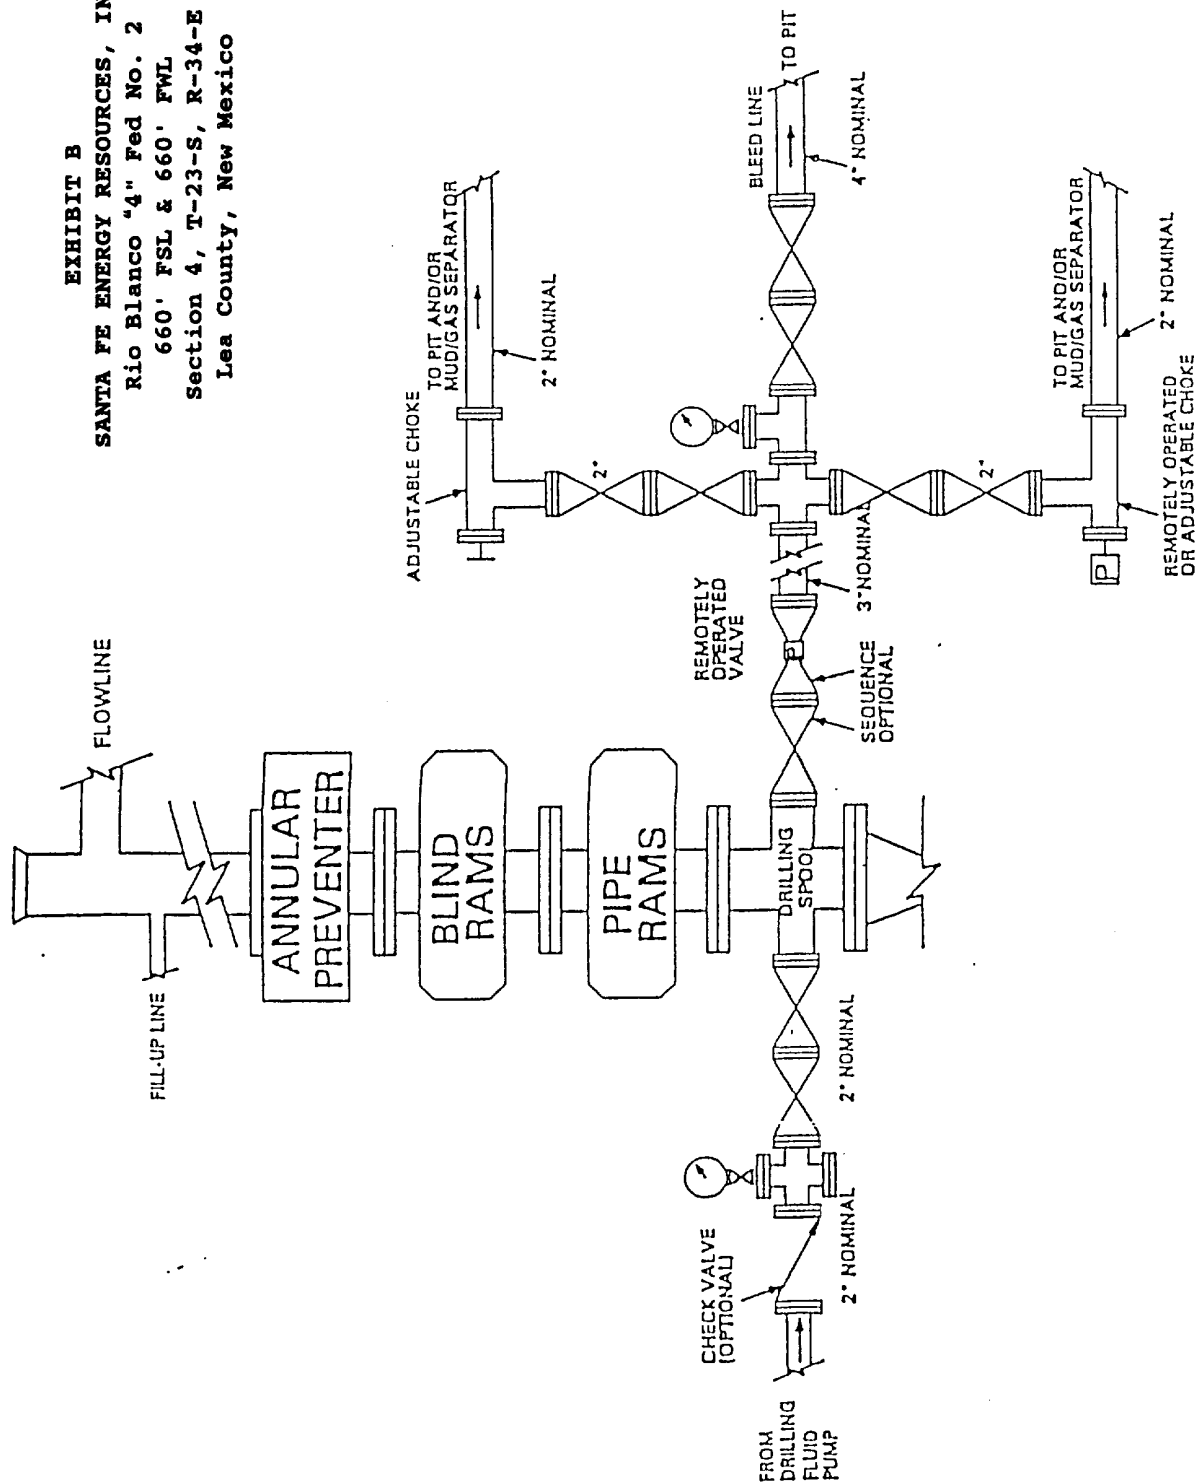 EXHIBIT B
SANTA FE ENERGY RESOURCES, IN
Rio Blanco "4" Fed No. 2
660' FSL & 660' FWL
Section 4, T-23-S, R-34-E
Lea County, New Mexico
FLOWLINE
FILL-UP LINE
ANNULAR
PREVENTER
BLIND
RAMS
PIPE
RAMS
DRILLING
SPOOL
ADJUSTABLE CHOKE
TO PIT AND/OR
MUD/GAS SEPARATOR
2" NOMINAL
2"
BLEED LINE
TO PIT
4" NOMINAL
REMOTELY
OPERATED
VALVE
P
3" NOMINAL
SEQUENCE
OPTIONAL
2"
TO PIT AND/OR
MUD/GAS SEPARATOR
2" NOMINAL
P
REMOTELY OPERATED
OR ADJUSTABLE CHOKE
2" NOMINAL
CHECK VALVE
(OPTIONAL)
2" NOMINAL
FROM
DRILLING
FLUID
PUMP